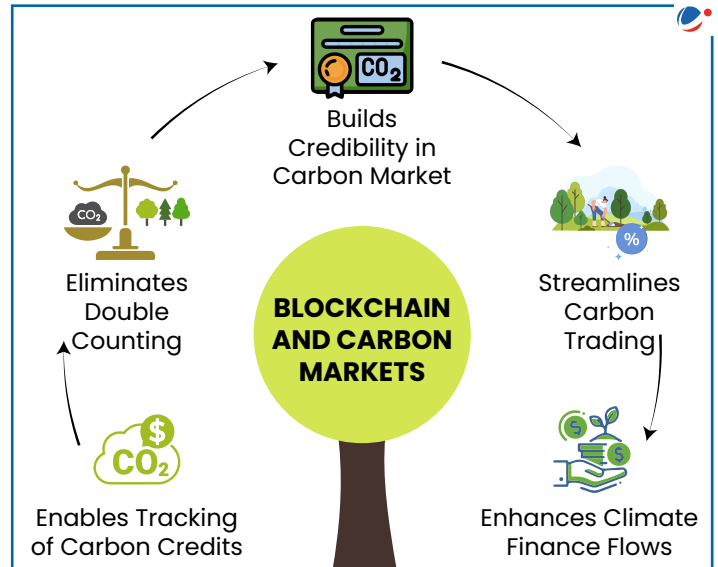 CO2
Builds
Credibility in
Carbon Market
CO2
Eliminates
Double
Counting
%
Streamlines
Carbon
Trading
BLOCKCHAIN
AND CARBON
MARKETS
$
CO2
Enables Tracking
of Carbon Credits
$
$
Enhances Climate
Finance Flows